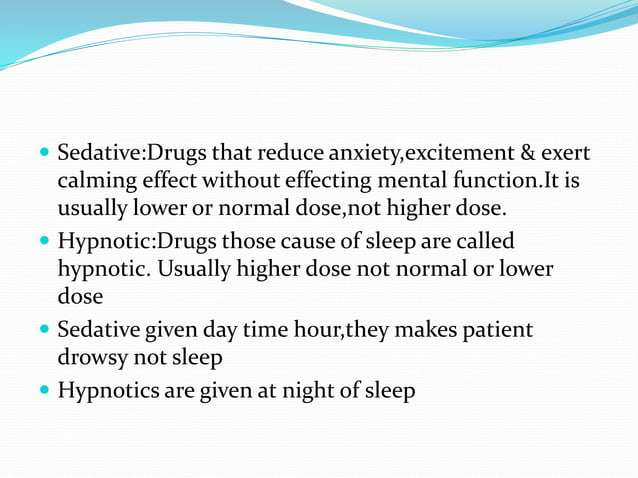 Sedative:Drugs that reduce anxiety,excitement & exert
calming effect without effecting mental function.It is
usually lower or normal dose,not higher dose.
Hypnotic:Drugs those cause of sleep are called
hypnotic. Usually higher dose not normal or lower
dose
Sedative given day time hour,they makes patient
drowsy not sleep
Hypnotics are given at night of sleep